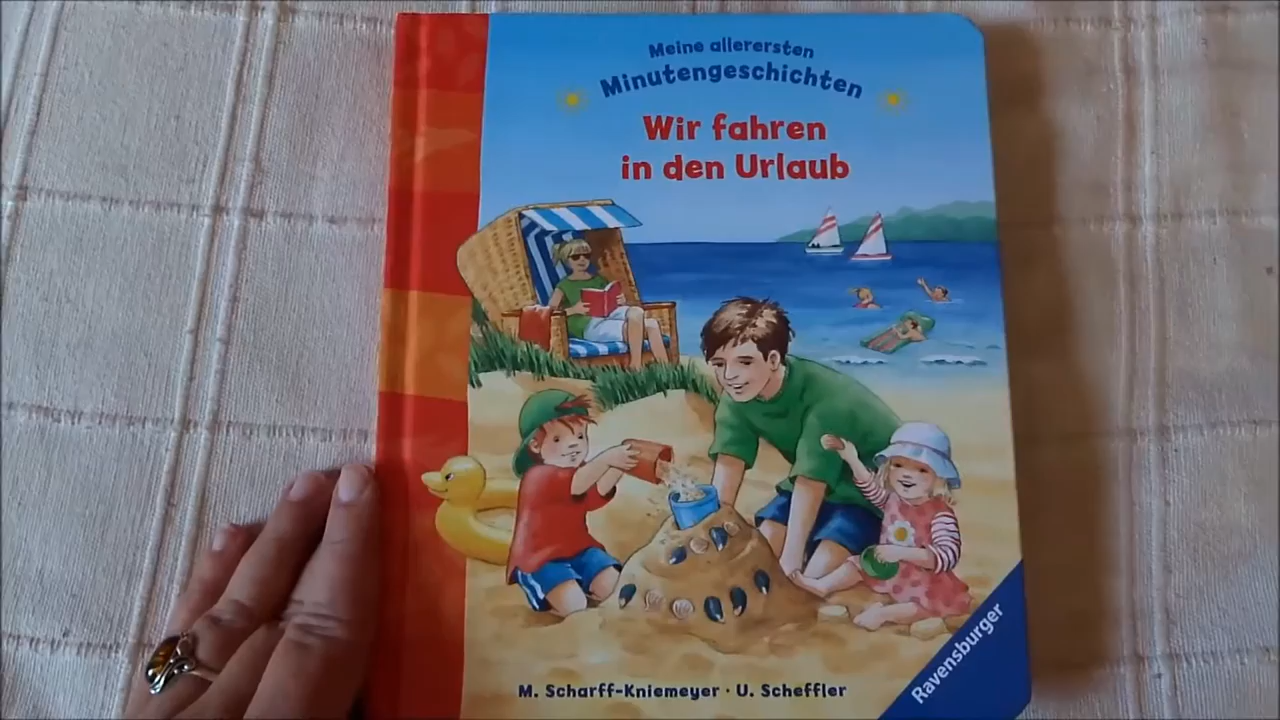 Meine allerersten
Minutengeschichten
Wir fahren
in den Urlaub
M. Scharff-Kniemeyer · U. Scheffler
Ravensburger